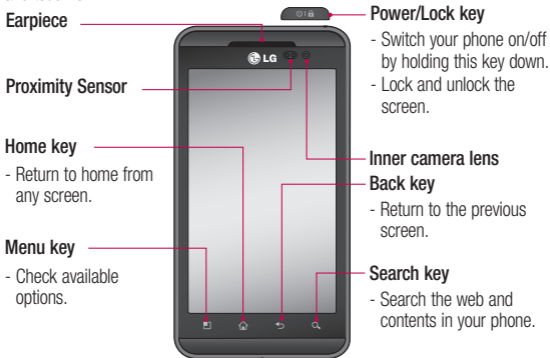 Earpiece
Proximity Sensor
Home key
- Return to home from
any screen.
Menu key
- Check available
options.
LG
Power/Lock key
- Switch your phone on/off
by holding this key down.
- Lock and unlock the
screen.
Inner camera lens
Back key
- Return to the previous
screen.
Search key
- Search the web and
contents in your phone.